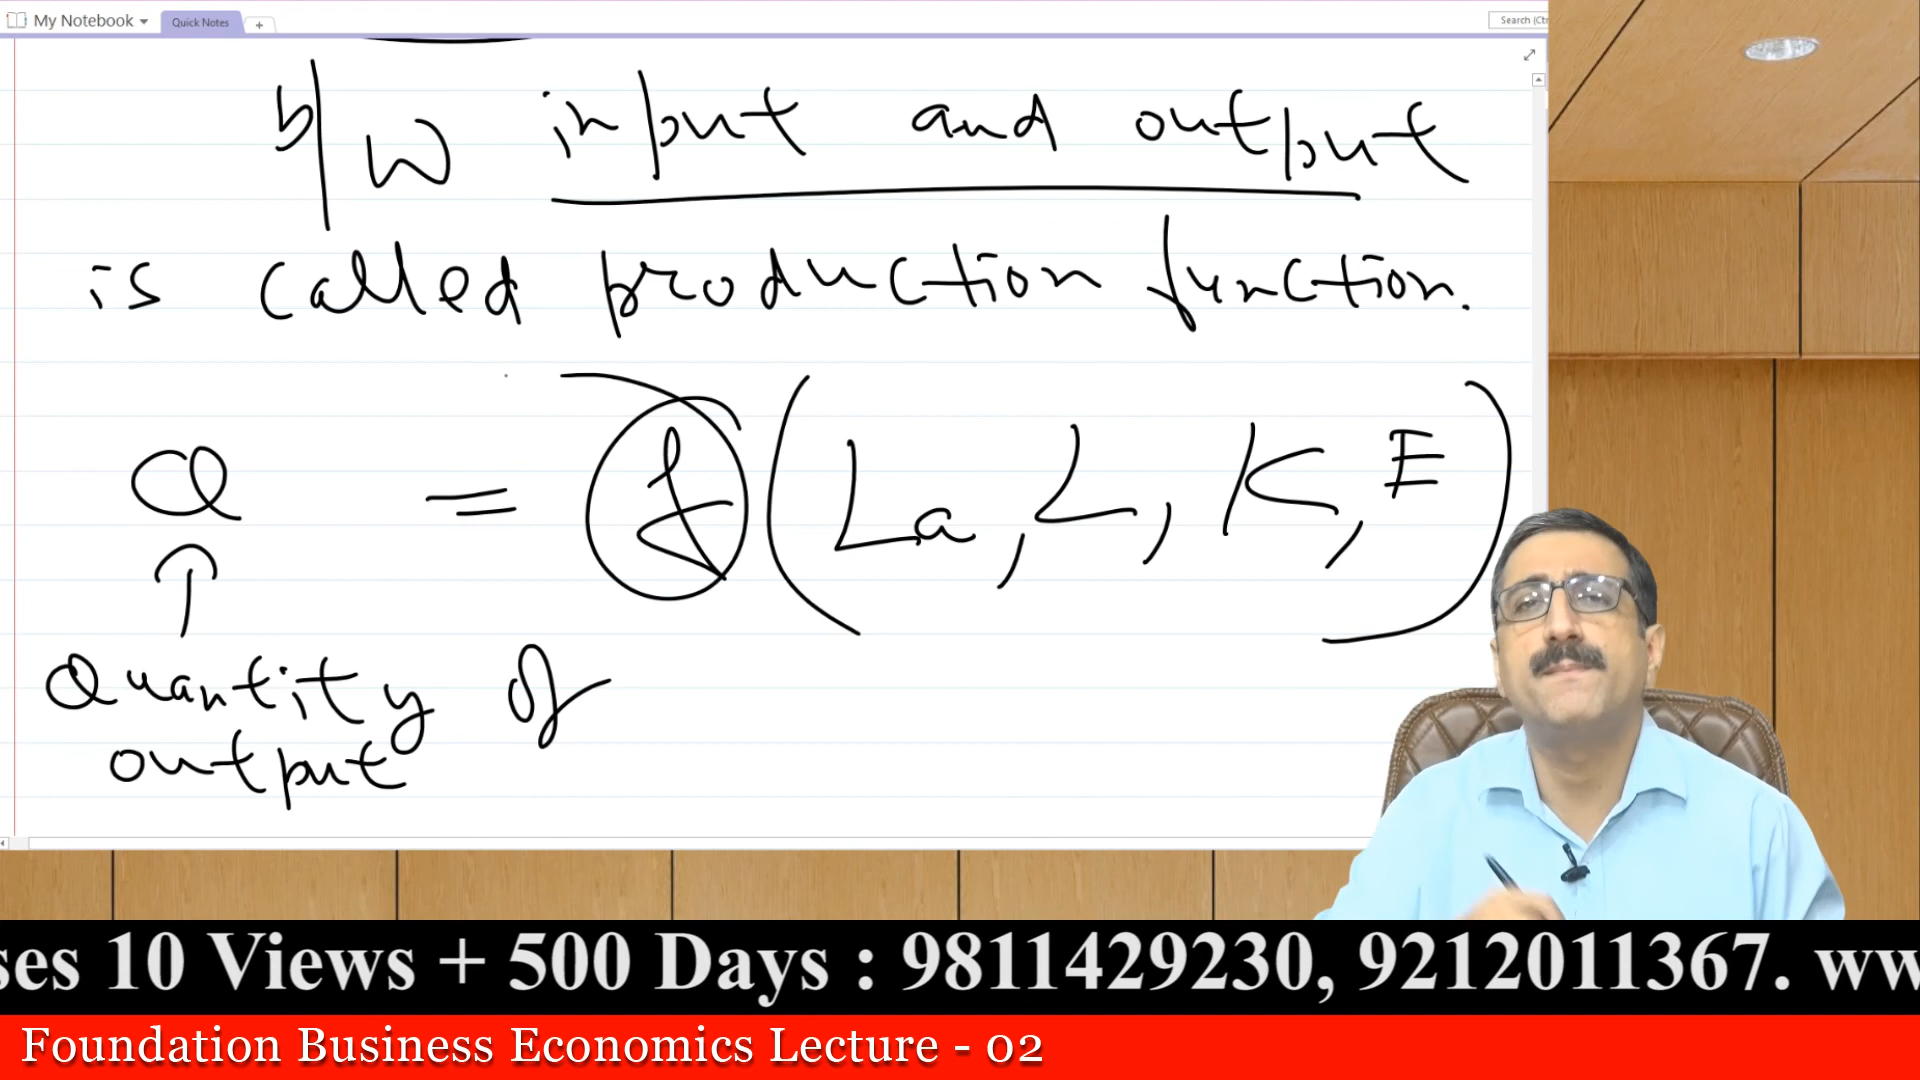 My Notebook
Quick Notes
+
Search (Ctr
b/w input and output
is called production function.
Q = f (La, L, K, E)
↑
Quantity of
output
ses 10 Views + 500 Days : 9811429230, 9212011367. ww
Foundation Business Economics Lecture - 02